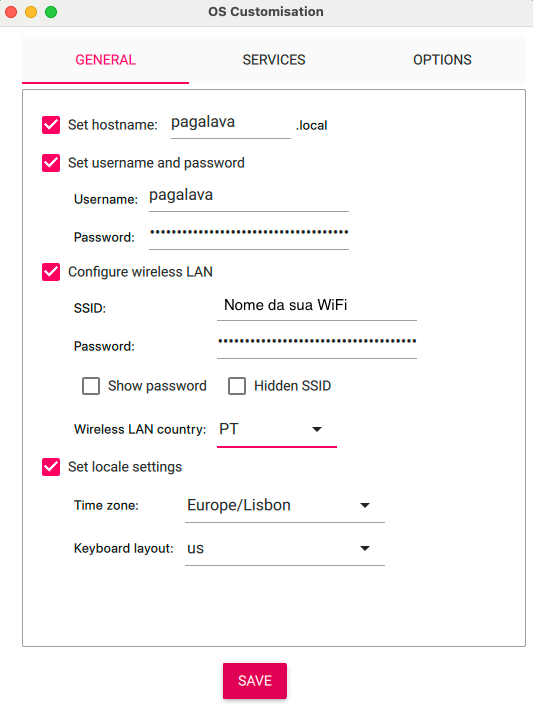 OS Customisation
GENERAL SERVICES OPTIONS
Set hostname: pagalava .local
Set username and password
Username: pagalava
Password: •••••••••••••••••••••••••••••••••••••
Configure wireless LAN
SSID: Nome da sua WiFi
Password: •••••••••••••••••••••••••••••••••••••
Show password Hidden SSID
Wireless LAN country: PT
Set locale settings
Time zone: Europe/Lisbon
Keyboard layout: us
SAVE